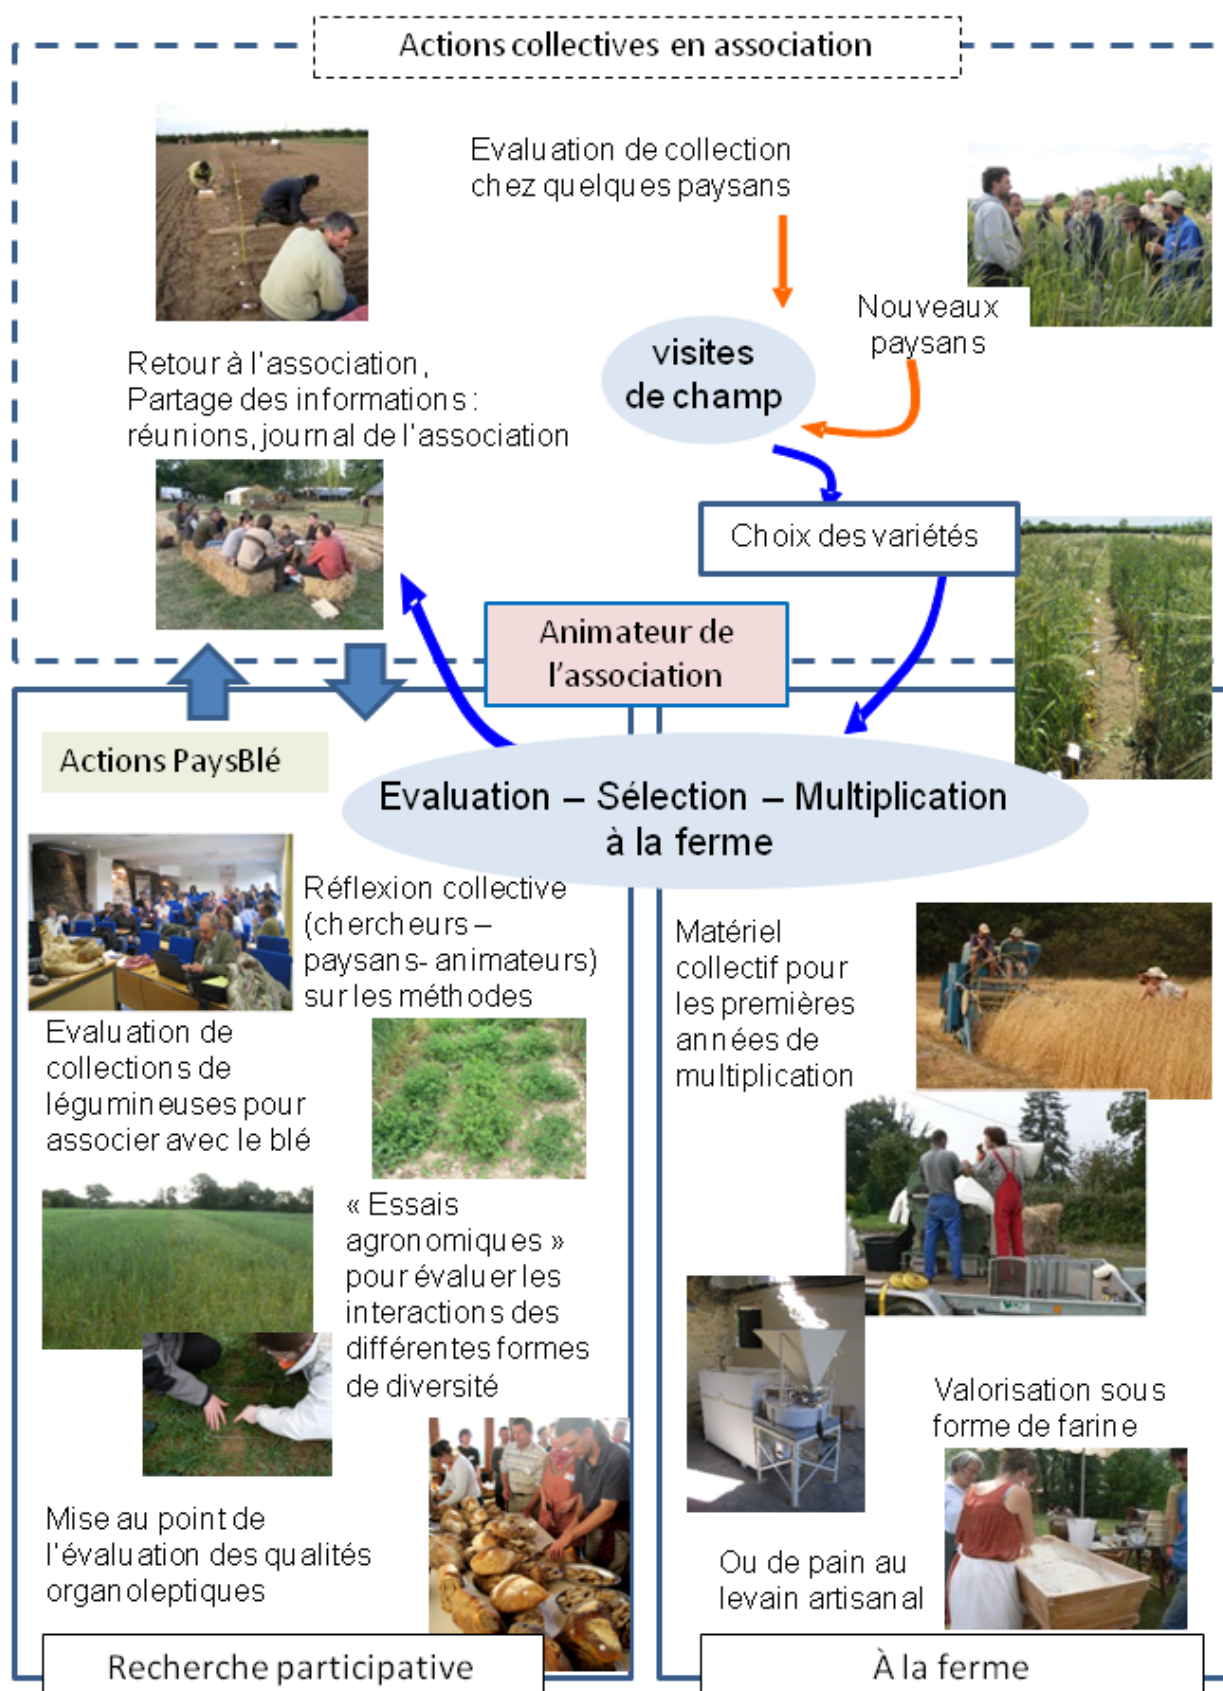 Actions collectives en association
Evaluation de collection
chez quelques paysans
Nouveaux
paysans
visites
de champ
Retour à l'association,
Partage des informations :
réunions, journal de l'association
Choix des variétés
Animateur de
l'association
Actions PaysBlé
Evaluation – Sélection – Multiplication
à la ferme
Réflexion collective
(chercheurs –
paysans- animateurs)
sur les méthodes
Evaluation de
collections de
légumineuses pour
associer avec le blé
« Essais
agronomiques »
pour évaluer les
interactions des
différentes formes
de diversité
Mise au point de
l'évaluation des qualités
organoleptiques
Recherche participative
Matériel
collectif pour
les premières
années de
multiplication
Valorisation sous
forme de farine
Ou de pain au
levain artisanal
À la ferme